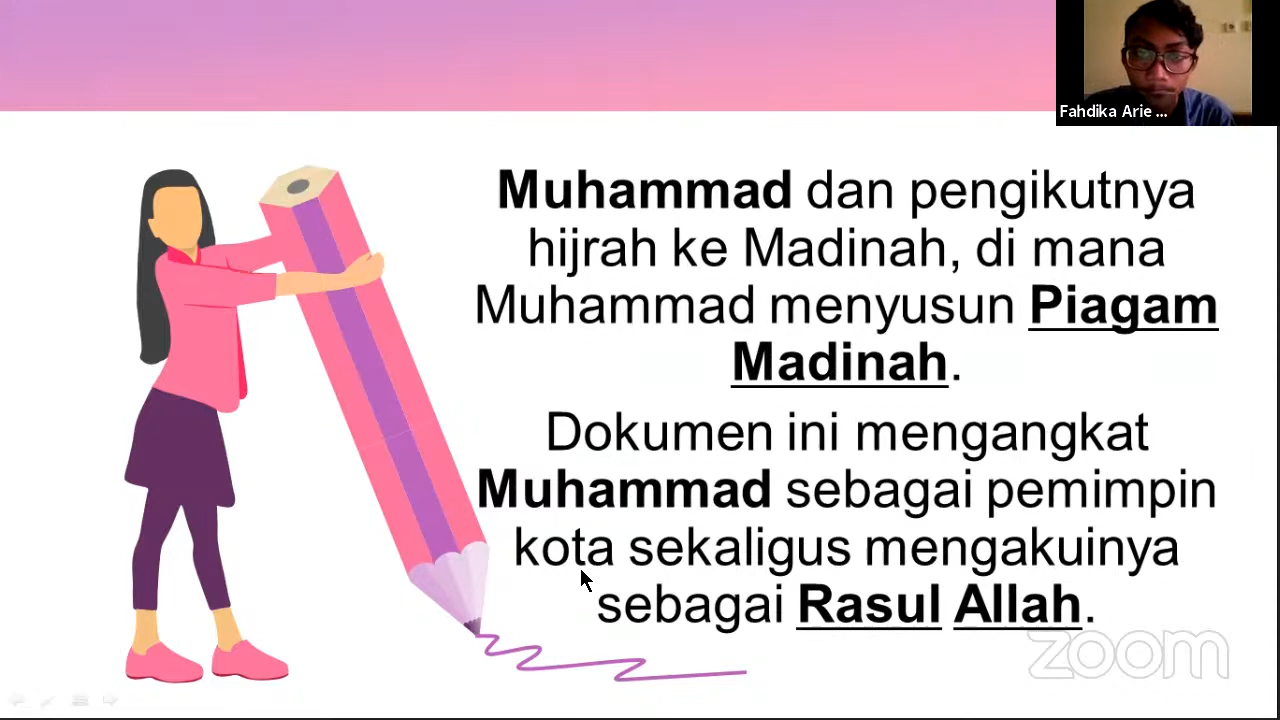 Fahdika Arie ...
Muhammad dan pengikutnya
hijrah ke Madinah, di mana
Muhammad menyusun Piagam
Madinah.
Dokumen ini mengangkat
Muhammad sebagai pemimpin
kota sekaligus mengakuinya
sebagai Rasul Allah.
zoom